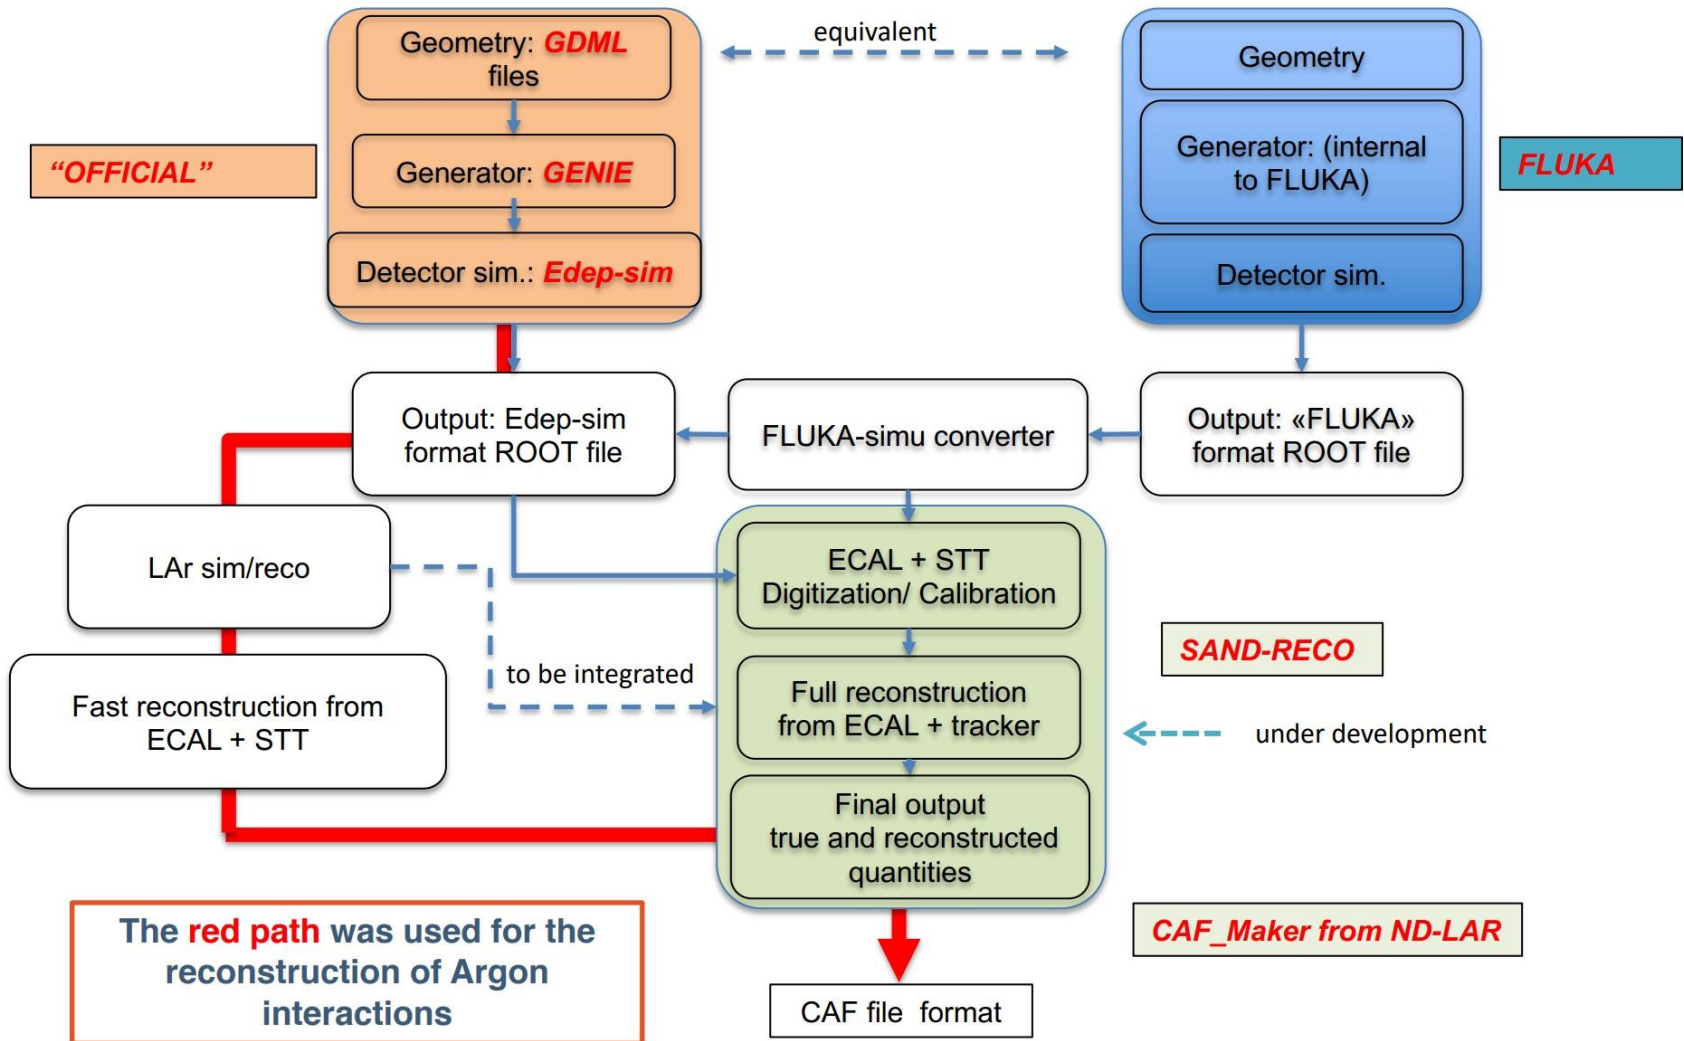 Geometry: GDML
files
equivalent
Geometry
“OFFICIAL”
Generator: GENIE
Generator: (internal
to FLUKA)
FLUKA
Detector sim.: Edep-sim
Detector sim.
Output: Edep-sim
format ROOT file
FLUKA-simu converter
Output: «FLUKA»
format ROOT file
LAr sim/reco
ECAL + STT
Digitization/ Calibration
SAND-RECO
to be integrated
Fast reconstruction from
ECAL + STT
Full reconstruction
from ECAL + tracker
under development
Final output
true and reconstructed
quantities
The red path was used for the
reconstruction of Argon
interactions
CAF_Maker from ND-LAR
CAF file format